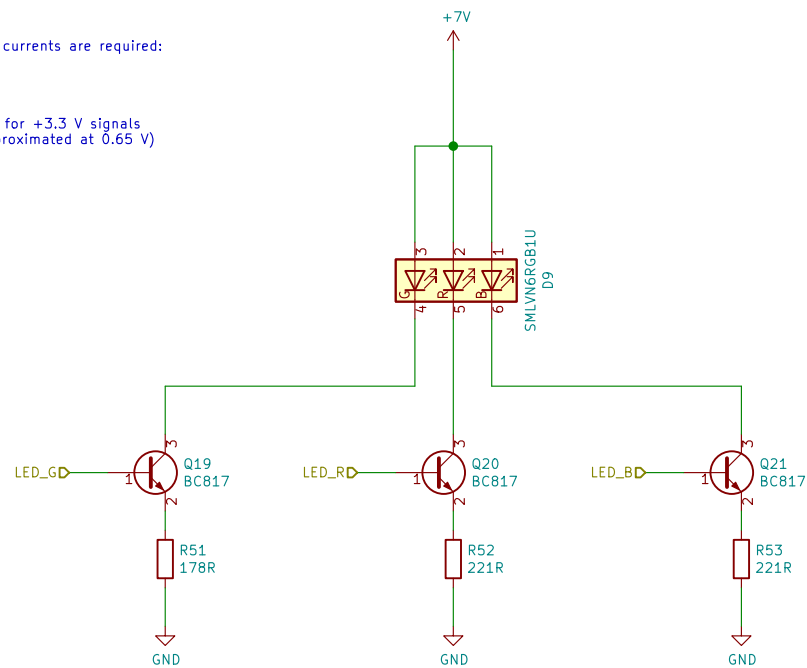 +7V
currents are required:
for +3.3 V signals
roximated at 0.65 V)
3
2
1
G
R
B
4
5
6
SMLVN6RGB1U
D9
LED_G
1
3
2
Q19
BC817
LED_R
1
3
2
Q20
BC817
LED_B
1
3
2
Q21
BC817
R51
178R
R52
221R
R53
221R
GND
GND
GND